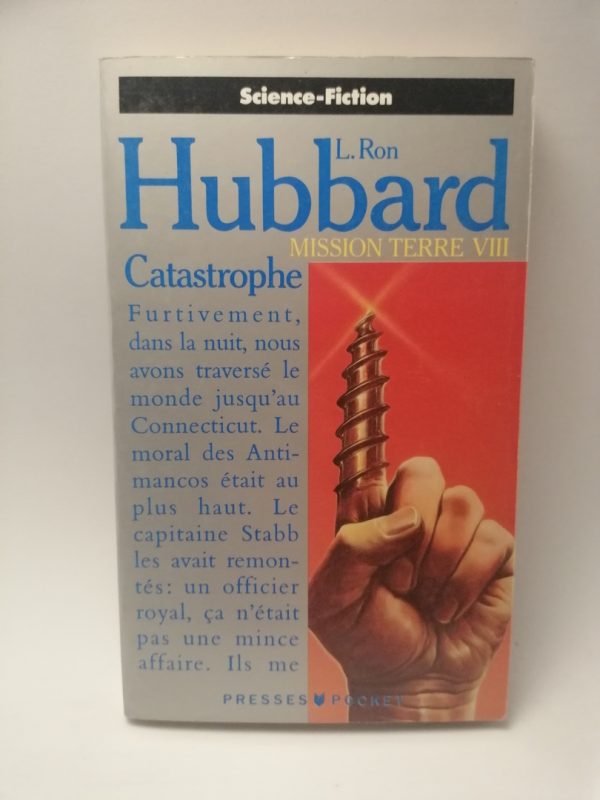 Science-Fiction
L. Ron
Hubbard
MISSION TERRE VIII
Catastrophe
Furtivement,
dans la nuit, nous
avons traversé le
monde jusqu'au
Connecticut. Le
moral des Anti-
mancos était au
plus haut. Le
capitaine Stabb
les avait remon-
tés: un officier
royal, ça n'était
pas une mince
affaire. Ils me
PRESSES POCKET